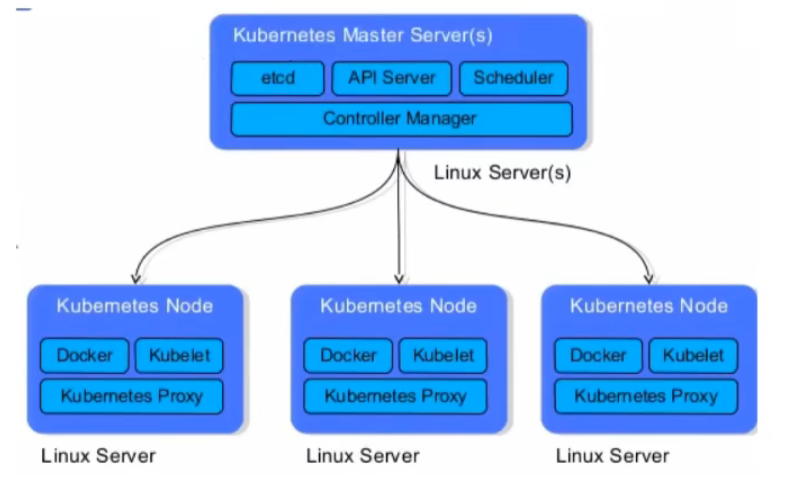 Kubernetes Master Server(s)
etcd API Server Scheduler
Controller Manager
Linux Server(s)
Kubernetes Node Kubernetes Node Kubernetes Node
Docker Kubelet Docker Kubelet Docker Kubelet
Kubernetes Proxy Kubernetes Proxy Kubernetes Proxy
Linux Server Linux Server Linux Server